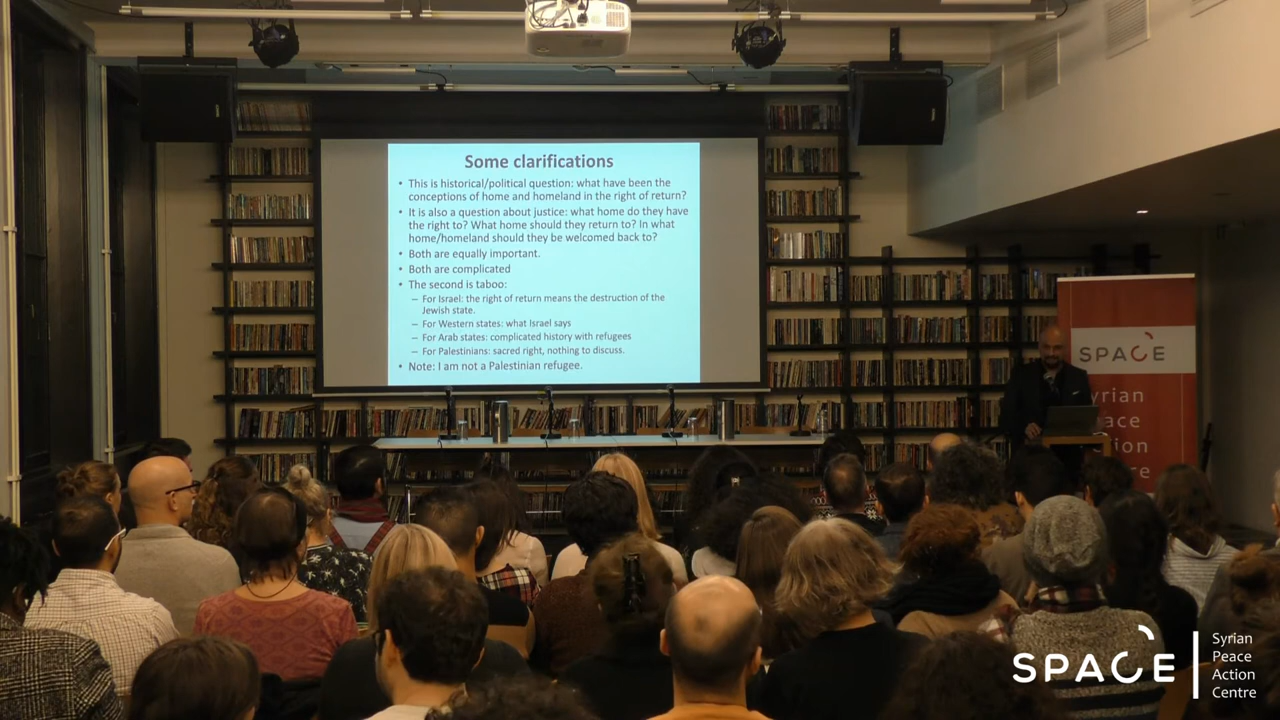 Some clarifications
• This is historical/political question: what have been the
conceptions of home and homeland in the right of return?
• It is also a question about justice: what home do they have
the right to? What home should they return to? In what
home/homeland should they be welcomed back to?
• Both are equally important.
• Both are complicated
• The second is taboo:
– For Israel: the right of return means the destruction of the
Jewish state.
– For Western states: what Israel says
– For Arab states: complicated history with refugees
– For Palestinians: sacred right, nothing to discuss.
• Note: I am not a Palestinian refugee.
SPACE
yrian
eace
ction
re
SPACE
Syrian
Peace
Action
Centre